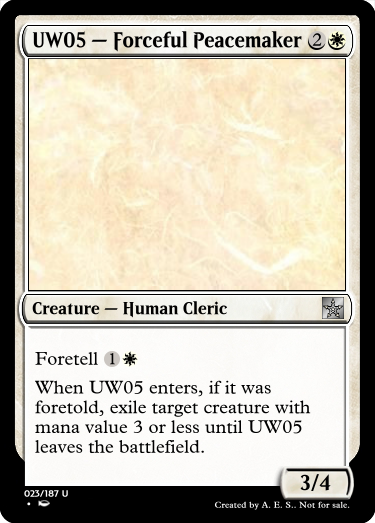 UW05 — Forceful Peacemaker 2
Creature — Human Cleric
Foretell 1
When UW05 enters, if it was
foretold, exile target creature with
mana value 3 or less until UW05
leaves the battlefield.
3/4
023/187 U
Created by A. E. S.. Not for sale.